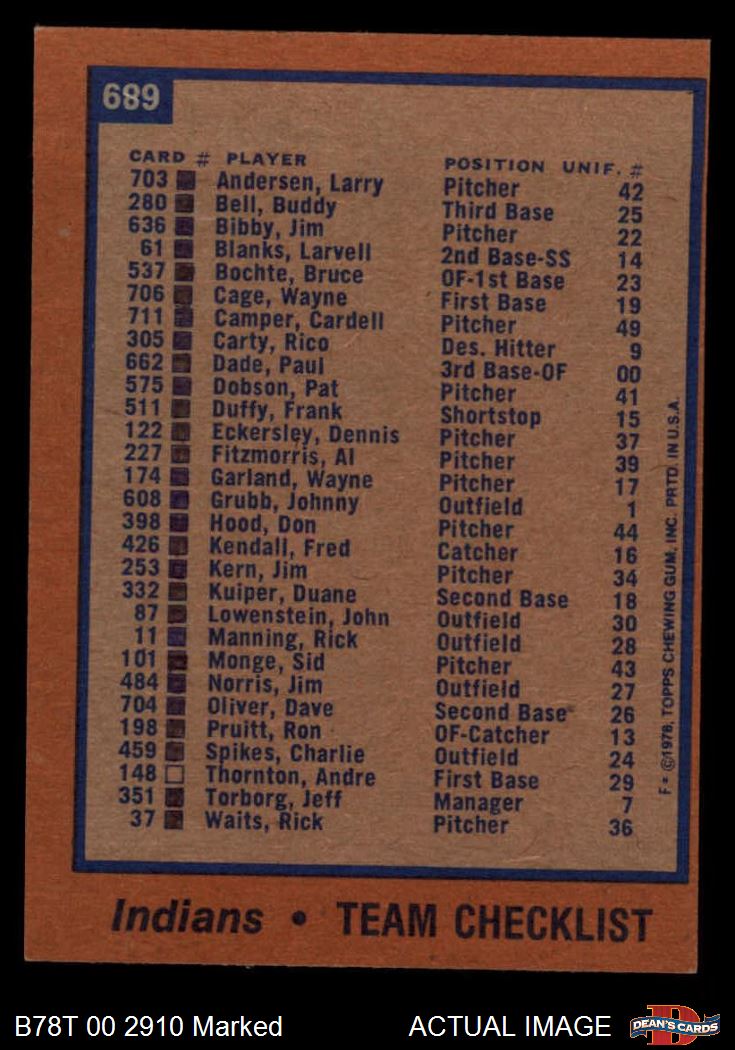 689
CARD # PLAYER POSITION UNIF. #
703 Andersen, Larry Pitcher 42
280 Bell, Buddy Third Base 25
636 Bibby, Jim Pitcher 22
61 Blanks, Larvell 2nd Base-SS 14
537 Bochte, Bruce OF-1st Base 23
706 Cage, Wayne First Base 19
711 Camper, Cardell Pitcher 49
305 Carty, Rico Des. Hitter 9
662 Dade, Paul 3rd Base-OF 00
575 Dobson, Pat Pitcher 41
511 Duffy, Frank Shortstop 15
122 Eckersley, Dennis Pitcher 37
227 Fitzmorris, Al Pitcher 39
174 Garland, Wayne Pitcher 17
608 Grubb, Johnny Outfield 1
398 Hood, Don Pitcher 44
426 Kendall, Fred Catcher 16
253 Kern, Jim Pitcher 34
332 Kuiper, Duane Second Base 18
87 Lowenstein, John Outfield 30
11 Manning, Rick Outfield 28
101 Monge, Sid Pitcher 43
484 Norris, Jim Outfield 27
704 Oliver, Dave Second Base 26
198 Pruitt, Ron OF-Catcher 13
459 Spikes, Charlie Outfield 24
148 Thornton, Andre First Base 29
351 Torborg, Jeff Manager 7
37 Waits, Rick Pitcher 36
F* ©1978, TOPPS CHEWING GUM, INC. PRTD. IN U.S.A.
Indians • TEAM CHECKLIST
B78T 00 2910 Marked ACTUAL IMAGE
DEAN'S CARDS